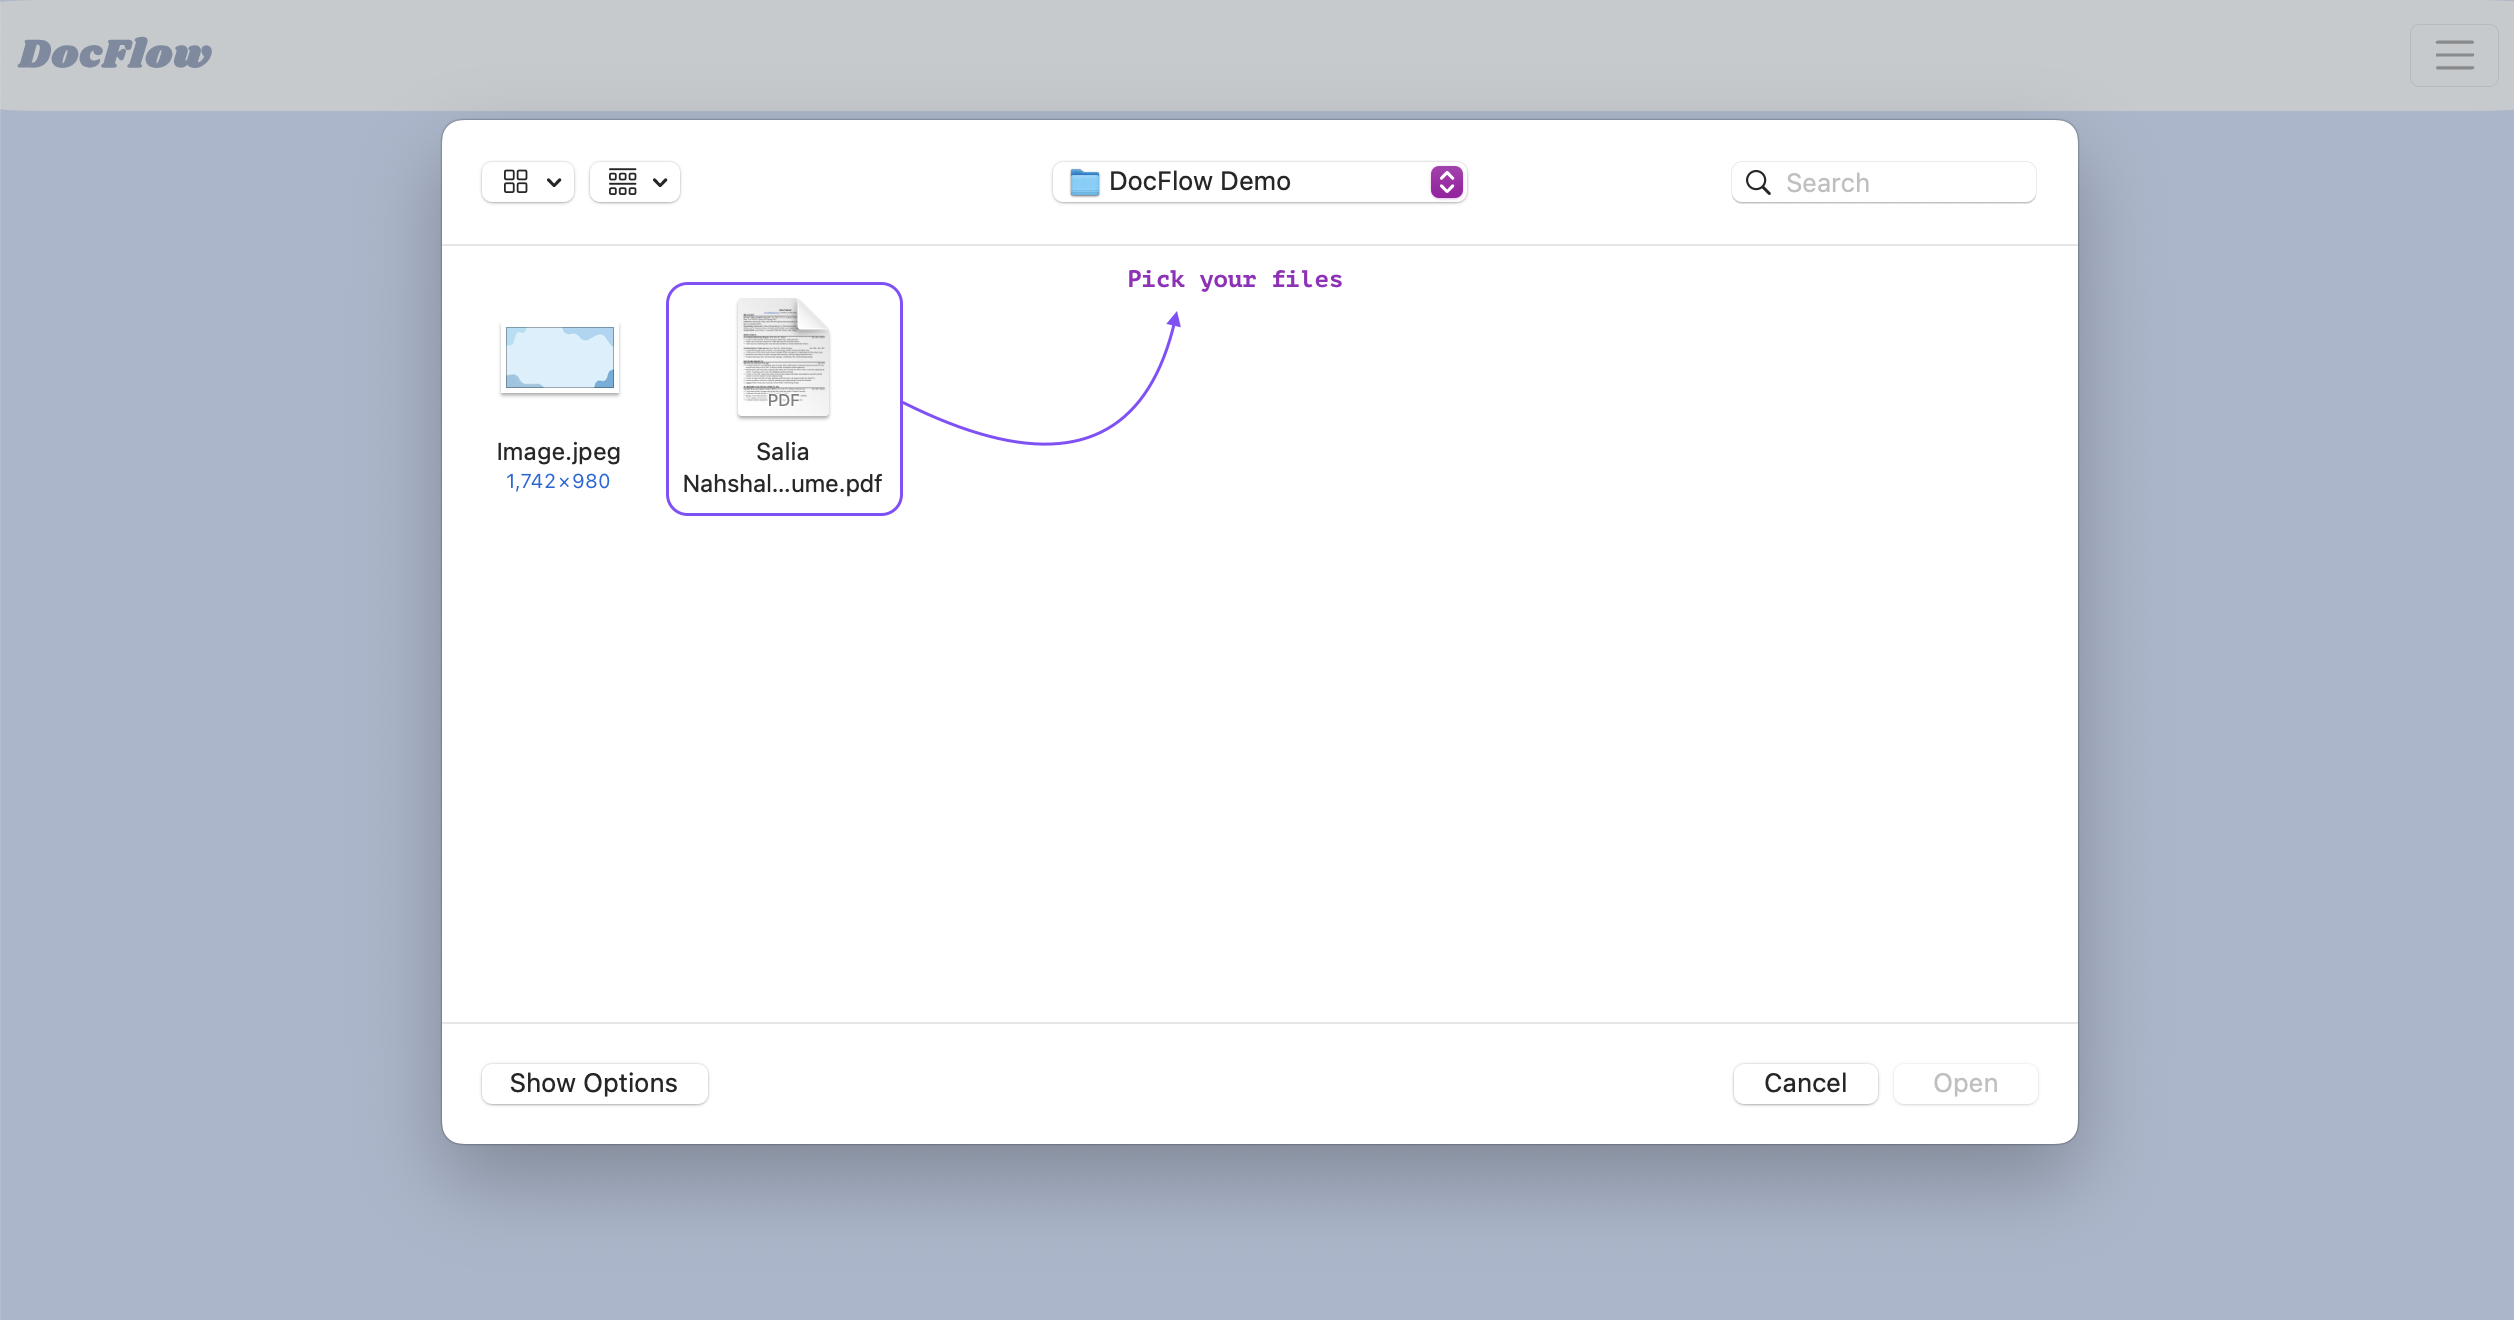 DocFlow
DocFlow Demo
Search
Pick your files
PDF
Image.jpeg
1,742×980
Salia
Nahshal...ume.pdf
Show Options
Cancel
Open